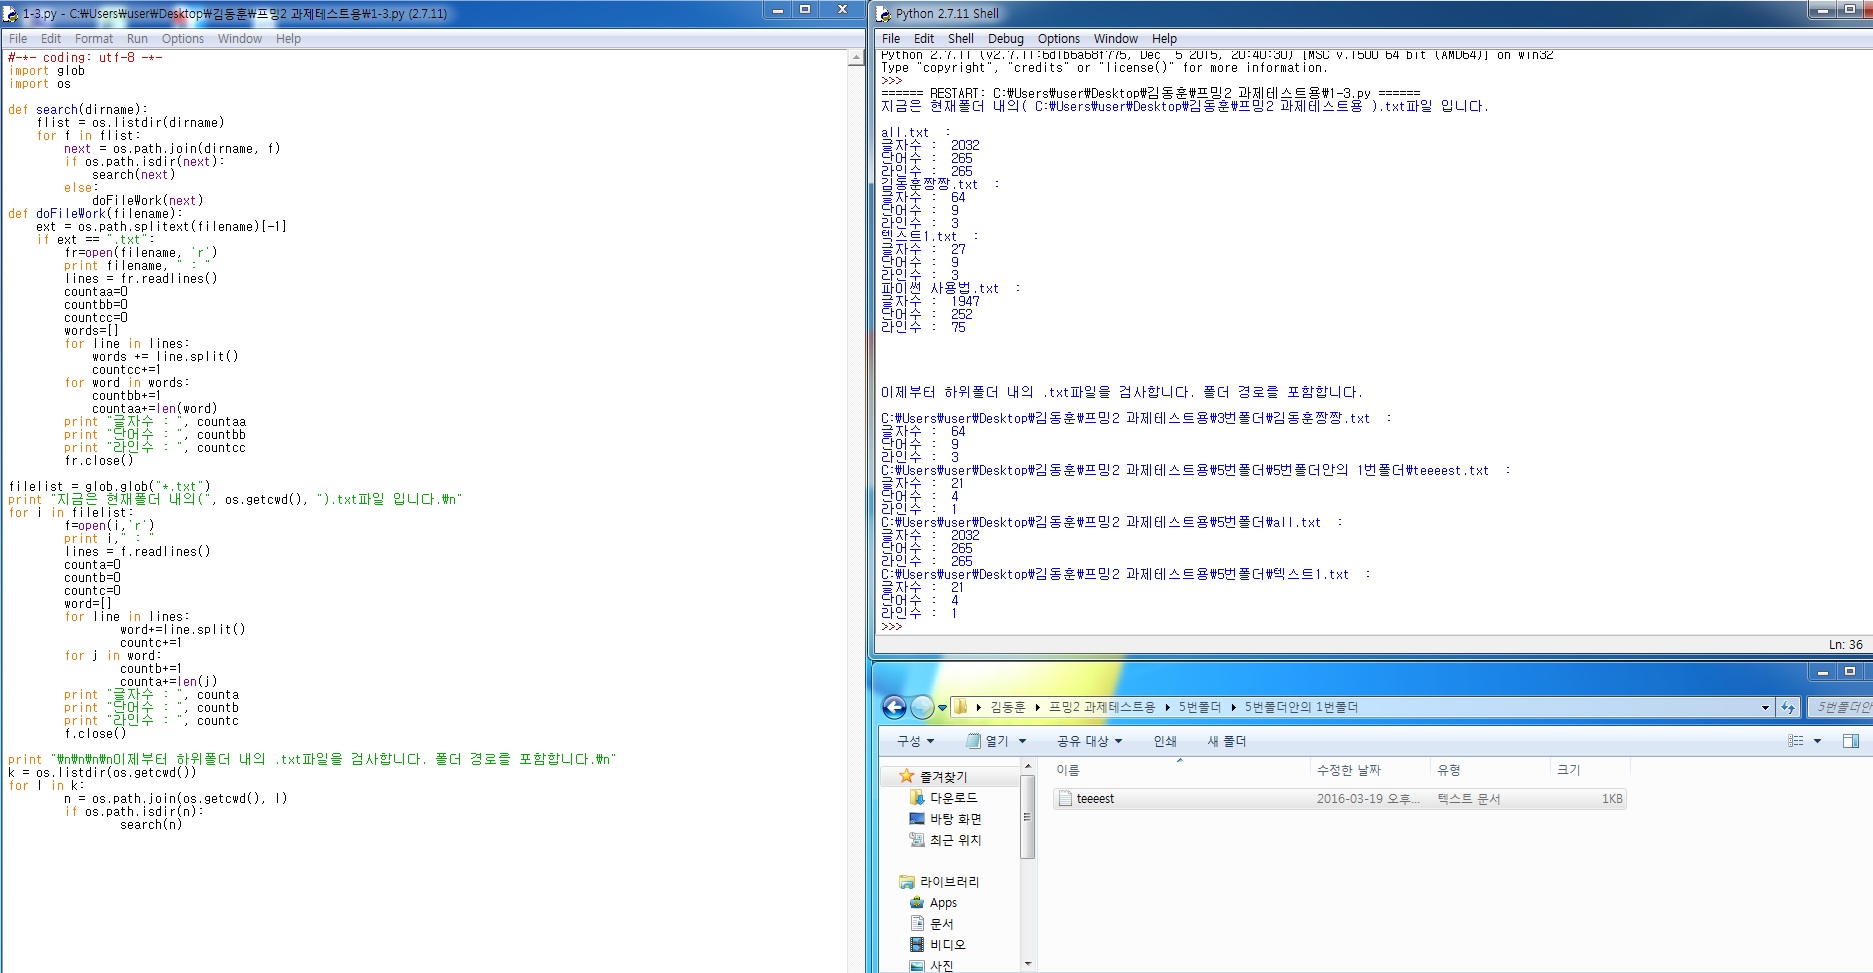 1-3.py - C:₩Users₩user₩Desktop₩김동훈₩프밍2 과제테스트용₩1-3.py (2.7.11)
File Edit Format Run Options Window Help
#-*- coding: utf-8 -*-
import glob
import os
def search(dirname):
flist = os.listdir(dirname)
for f in flist:
next = os.path.join(dirname, f)
if os.path.isdir(next):
search(next)
else:
doFileWork(next)
def doFileWork(filename):
ext = os.path.splitext(filename)[-1]
if ext == ".txt":
fr=open(filename, 'r')
print filename, " : "
lines = fr.readlines()
countaa=0
countbb=0
countcc=0
words=[]
for line in lines:
words += line.split()
countcc+=1
for word in words:
countbb+=1
countaa+=len(word)
print "글자수 : ", countaa
print "단어수 : ", countbb
print "라인수 : ", countcc
fr.close()
filelist = glob.glob("*.txt")
print "지금은 현재폴더 내의(", os.getcwd(), ").txt파일 입니다.₩n"
for i in filelist:
f=open(i,'r')
print i," : "
lines = f.readlines()
counta=0
countb=0
countc=0
word=[]
for line in lines:
word+=line.split()
countc+=1
for j in word:
countb+=1
counta+=len(j)
print "글자수 : ", counta
print "단어수 : ", countb
print "라인수 : ", countc
f.close()
print "₩n₩n₩n₩n이제부터 하위폴더 내의 .txt파일을 검사합니다. 폴더 경로를 포함합니다.₩n"
k = os.listdir(os.getcwd())
for l in k:
n = os.path.join(os.getcwd(), l)
if os.path.isdir(n):
search(n)
Python 2.7.11 Shell
File Edit Shell Debug Options Window Help
Python 2.7.11 (v2.7.11:6d1b6a68f775, Dec 5 2015, 20:40:30) [MSC v.1500 64 bit (AMD64)] on win32
Type "copyright", "credits" or "license()" for more information.
>>>
====== RESTART: C:₩Users₩user₩Desktop₩김동훈₩프밍2 과제테스트용₩1-3.py ======
지금은 현재폴더 내의( C:₩Users₩user₩Desktop₩김동훈₩프밍2 과제테스트용 ).txt파일 입니다.
all.txt :
글자수 : 2032
단어수 : 265
라인수 : 265
김동훈짱짱.txt :
글자수 : 64
단어수 : 9
라인수 : 3
텍스트1.txt :
글자수 : 27
단어수 : 9
라인수 : 3
파이썬 사용법.txt :
글자수 : 1947
단어수 : 252
라인수 : 75
이제부터 하위폴더 내의 .txt파일을 검사합니다. 폴더 경로를 포함합니다.
C:₩Users₩user₩Desktop₩김동훈₩프밍2 과제테스트용₩3번폴더₩김동훈짱짱.txt :
글자수 : 64
단어수 : 9
라인수 : 3
C:₩Users₩user₩Desktop₩김동훈₩프밍2 과제테스트용₩5번폴더₩5번폴더안의 1번폴더₩teeeest.txt :
글자수 : 21
단어수 : 4
라인수 : 1
C:₩Users₩user₩Desktop₩김동훈₩프밍2 과제테스트용₩5번폴더₩all.txt :
글자수 : 2032
단어수 : 265
라인수 : 265
C:₩Users₩user₩Desktop₩김동훈₩프밍2 과제테스트용₩5번폴더₩텍스트1.txt :
글자수 : 21
단어수 : 4
라인수 : 1
>>>
Ln: 36
김동훈 프밍2 과제테스트용 5번폴더 5번폴더안의 1번폴더 5번폴더안
구성 열기 공유 대상 인쇄 새 폴더
이름 수정한 날짜 유형 크기
teeeest 2016-03-19 오후... 텍스트 문서 1KB
즐겨찾기
다운로드
바탕 화면
최근 위치
라이브러리
Apps
문서
비디오
사진